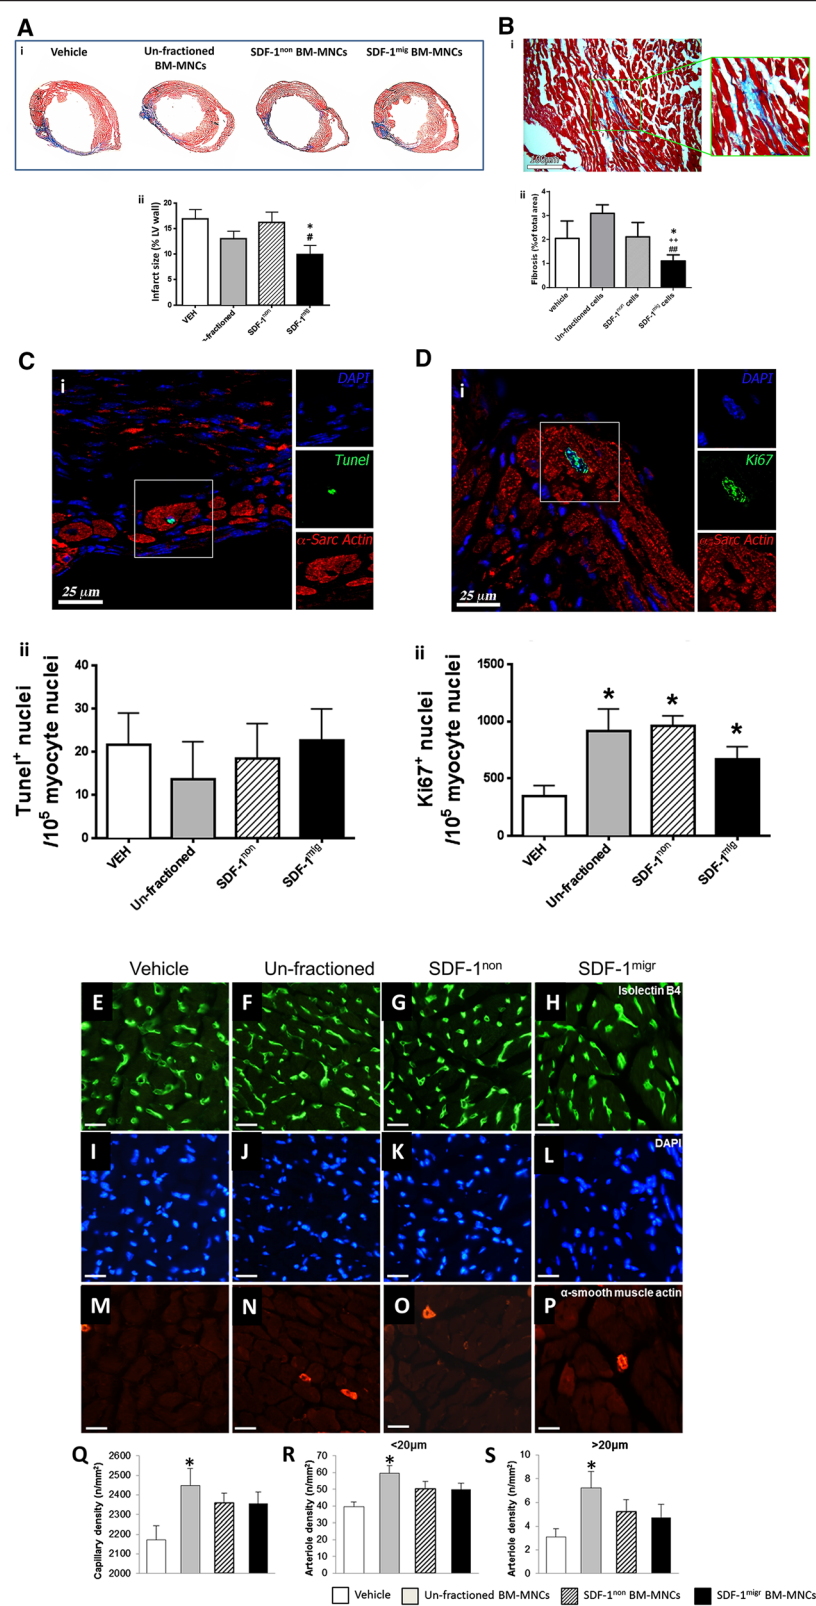 A
i
Vehicle
Un-fractioned
BM-MNCs
SDF-1non BM-MNCs
SDF-1mig BM-MNCs
ii
Infarct size (% LV wall)
20
15
10
5
0
*
#
VEH
n-fractioned
SDF-1non
SDF-1mig
B
i
ii
Fibrosis (%of total area)
4
3
2
1
0
*
++
##
vehicle
Un-fractioned cells
SDF-1non cells
SDF-1mig cells
C
i
DAPI
Tunel
α-Sarc Actin
25 μm
ii
Tunel+ nuclei
/10⁵ myocyte nuclei
40
30
20
10
0
VEH
Un-fractioned
SDF-1non
SDF-1mig
D
i
DAPI
Ki67
α-Sarc Actin
25 μm
ii
Ki67+ nuclei
/10⁵ myocyte nuclei
1500
1000
500
0
* * *
VEH
Un-fractioned
SDF-1non
SDF-1mig
Vehicle
Un-fractioned
SDF-1non
SDF-1migr
E
F
G
H
Isolectin B4
I
J
K
L
DAPI
M
N
O
P
α-smooth muscle actin
Q
Capillary density (n/mm²)
2600
2500
2400
2300
2200
2100
2000
*
R
<20μm
Arteriole density (n/mm²)
70
60
50
40
30
20
10
0
*
S
>20μm
Arteriole density (n/mm²)
10
8
6
4
2
0
*
Vehicle
Un-fractioned BM-MNCs
SDF-1non BM-MNCs
SDF-1migr BM-MNCs